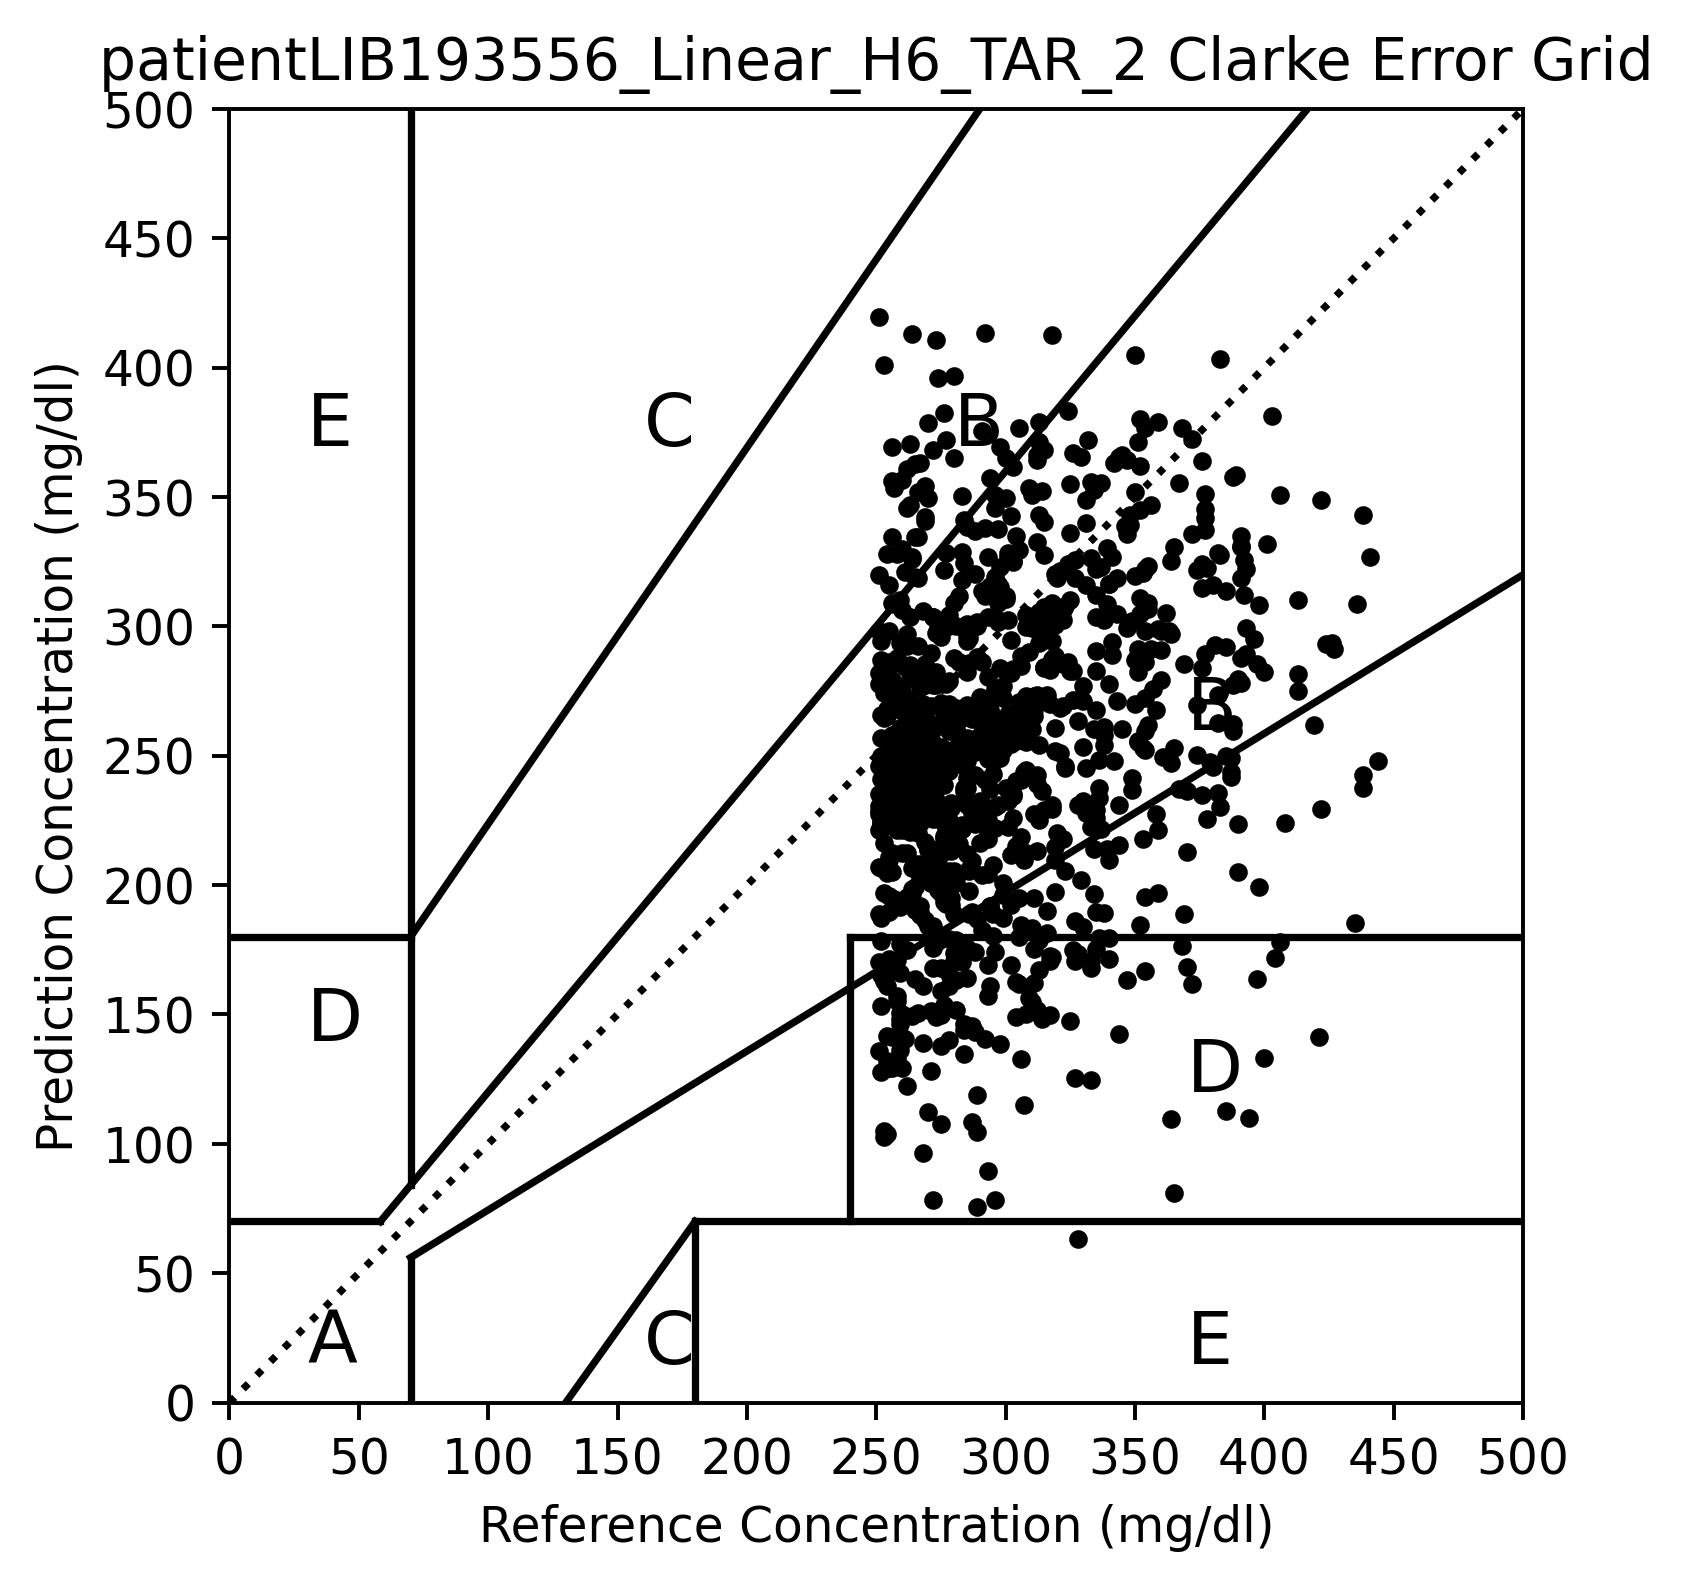 patientLIB193556_Linear_H6_TAR_2 Clarke Error Grid
500
450
400
350
300
250
200
150
100
50
0
Prediction Concentration (mg/dl)
E
C
B
B
D
D
A
C
E
0 50 100 150 200 250 300 350 400 450 500
Reference Concentration (mg/dl)